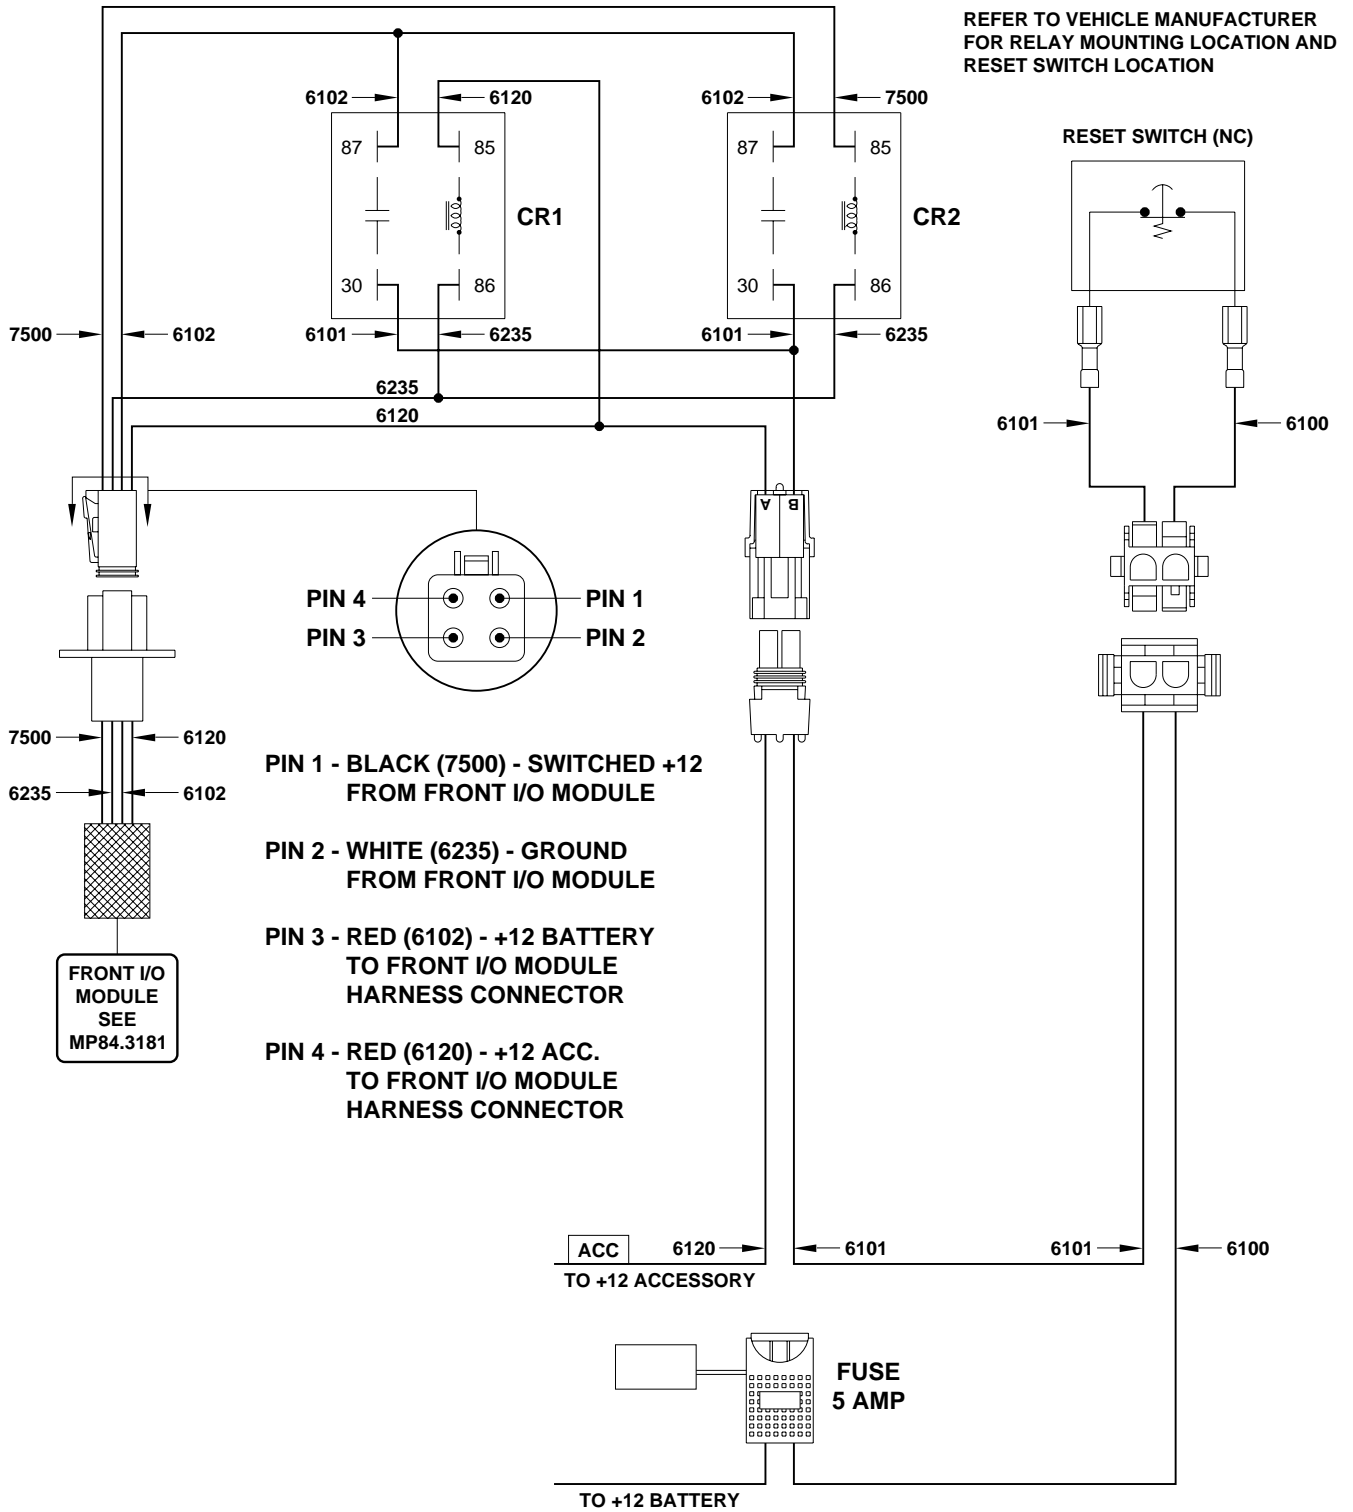 REFER TO VEHICLE MANUFACTURER
FOR RELAY MOUNTING LOCATION AND
RESET SWITCH LOCATION
6102
6120
6102
7500
87
85
CR1
30
86
87
85
CR2
30
86
RESET SWITCH (NC)
7500
6102
6101
6235
6101
6235
6235
6120
6101
6100
A
B
PIN 4
PIN 1
PIN 3
PIN 2
7500
6120
6235
6102
PIN 1 - BLACK (7500) - SWITCHED +12
FROM FRONT I/O MODULE
PIN 2 - WHITE (6235) - GROUND
FROM FRONT I/O MODULE
PIN 3 - RED (6102) - +12 BATTERY
TO FRONT I/O MODULE
HARNESS CONNECTOR
PIN 4 - RED (6120) - +12 ACC.
TO FRONT I/O MODULE
HARNESS CONNECTOR
FRONT I/O
MODULE
SEE
MP84.3181
ACC
6120
6101
6101
6100
TO +12 ACCESSORY
FUSE
5 AMP
TO +12 BATTERY